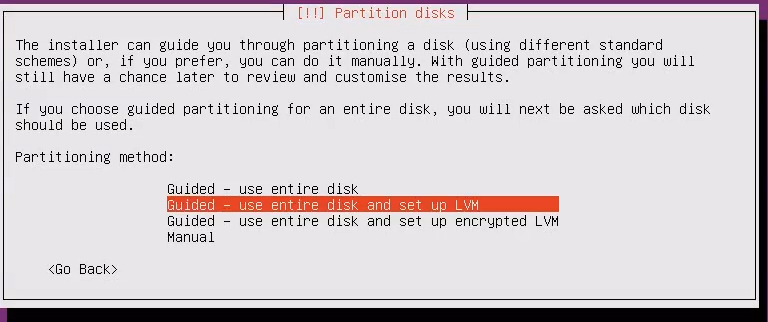 [!!] Partition disks
The installer can guide you through partitioning a disk (using different standard
schemes) or, if you prefer, you can do it manually. With guided partitioning you will
still have a chance later to review and customise the results.
If you choose guided partitioning for an entire disk, you will next be asked which disk
should be used.
Partitioning method:
Guided – use entire disk
Guided – use entire disk and set up LVM
Guided – use entire disk and set up encrypted LVM
Manual
<Go Back>